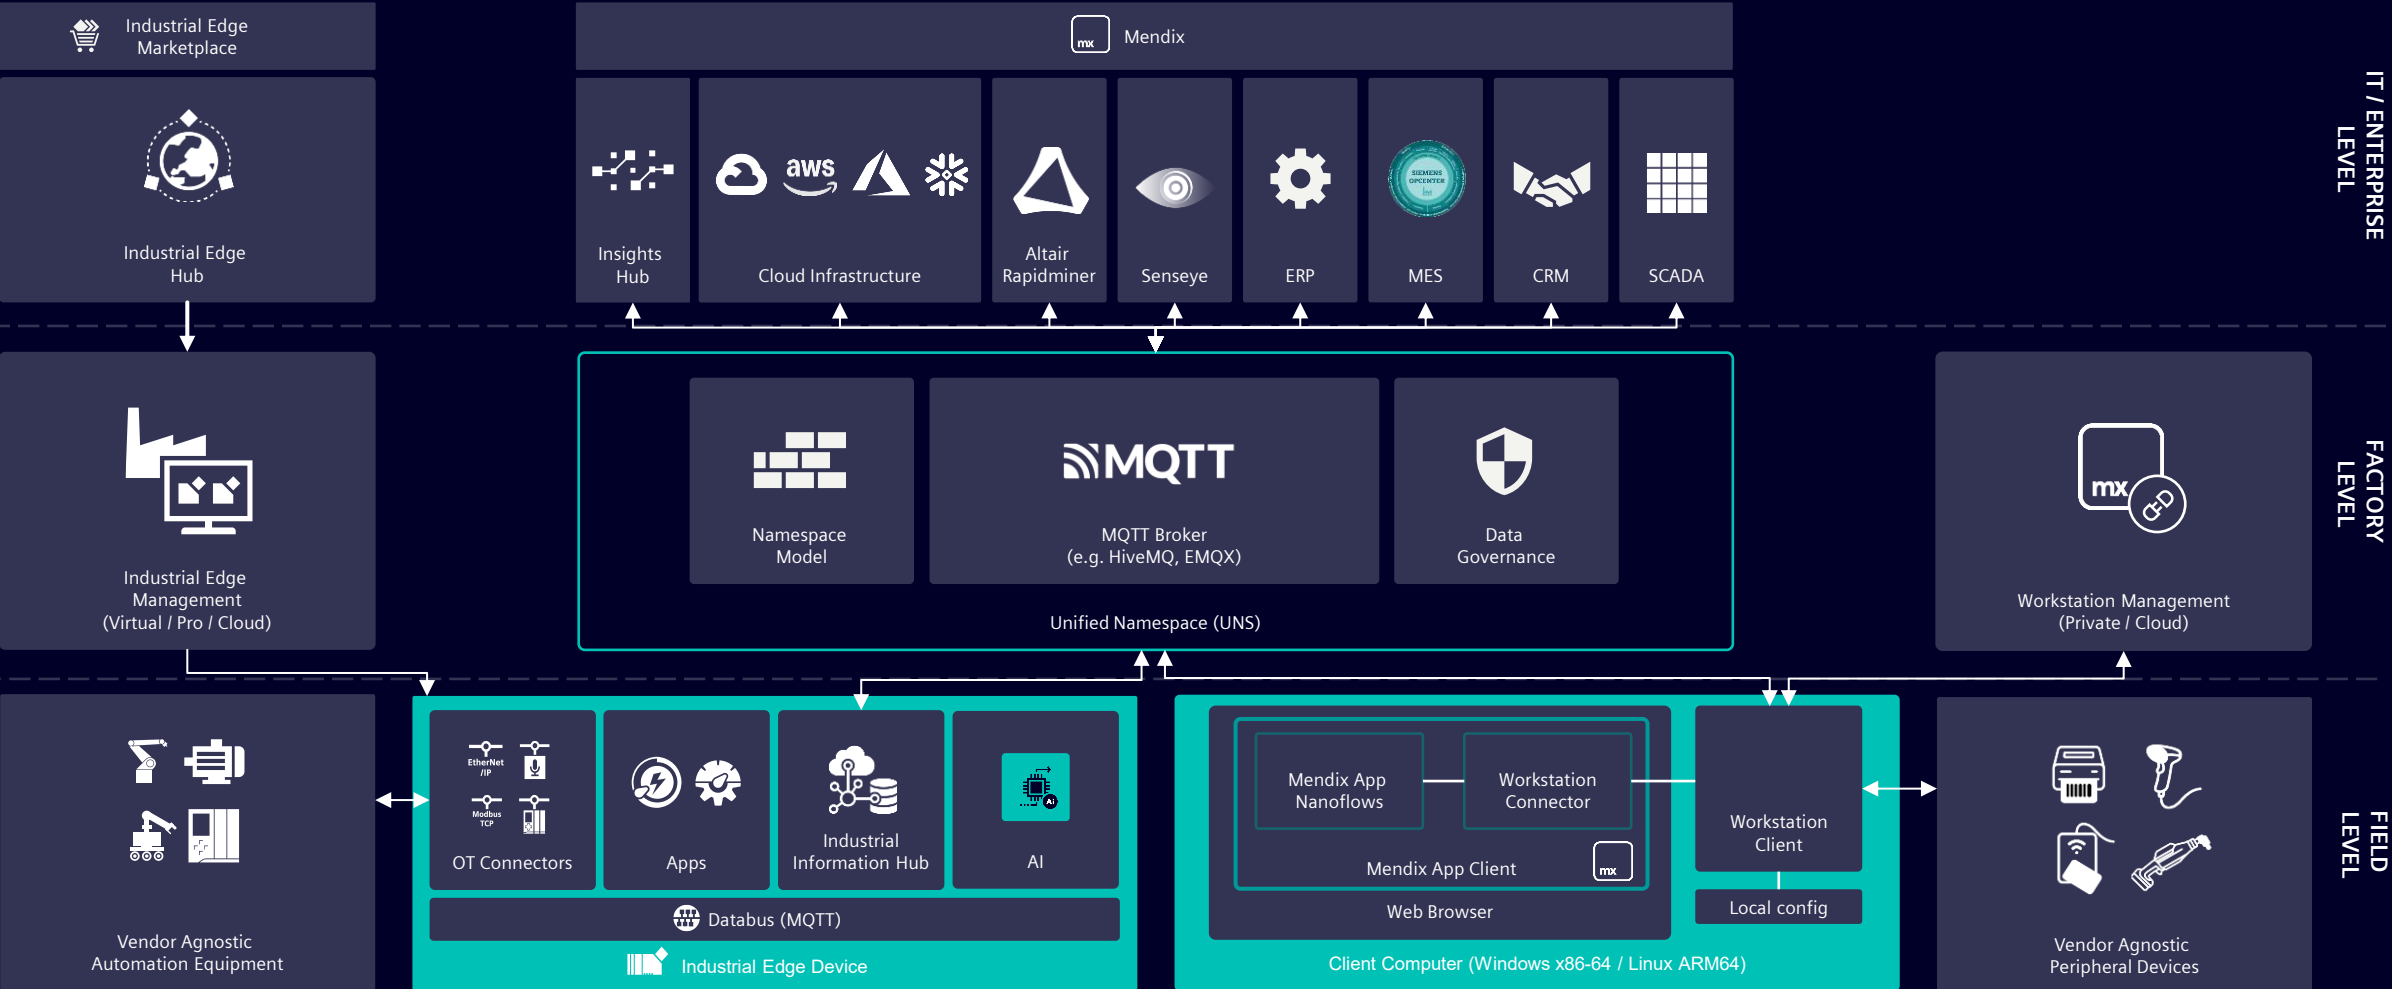 Industrial Edge
Marketplace
mx
Mendix
Industrial Edge
Hub
Insights
Hub
aws
Cloud Infrastructure
Altair
Rapidminer
Senseye
ERP
SIEMENS
OPCENTER
MES
CRM
SCADA
IT / ENTERPRISE
LEVEL
Industrial Edge
Management
(Virtual / Pro / Cloud)
Namespace
Model
MQTT
MQTT Broker
(e.g. HiveMQ, EMQX)
Data
Governance
Unified Namespace (UNS)
mx
Workstation Management
(Private / Cloud)
FACTORY
LEVEL
Vendor Agnostic
Automation Equipment
EtherNet
/IP
Modbus
TCP
OT Connectors
Apps
Industrial
Information Hub
Ai
AI
Databus (MQTT)
Industrial Edge Device
Mendix App
Nanoflows
Workstation
Connector
Mendix App Client
mx
Web Browser
Workstation
Client
Local config
Client Computer (Windows x86-64 / Linux ARM64)
Vendor Agnostic
Peripheral Devices
FIELD
LEVEL